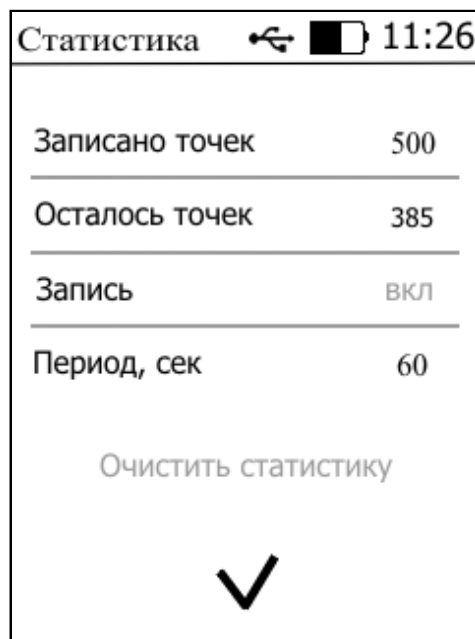 Статистика 11:26
Записано точек 500
Осталось точек 385
Запись вкл
Период, сек 60
Очистить статистику